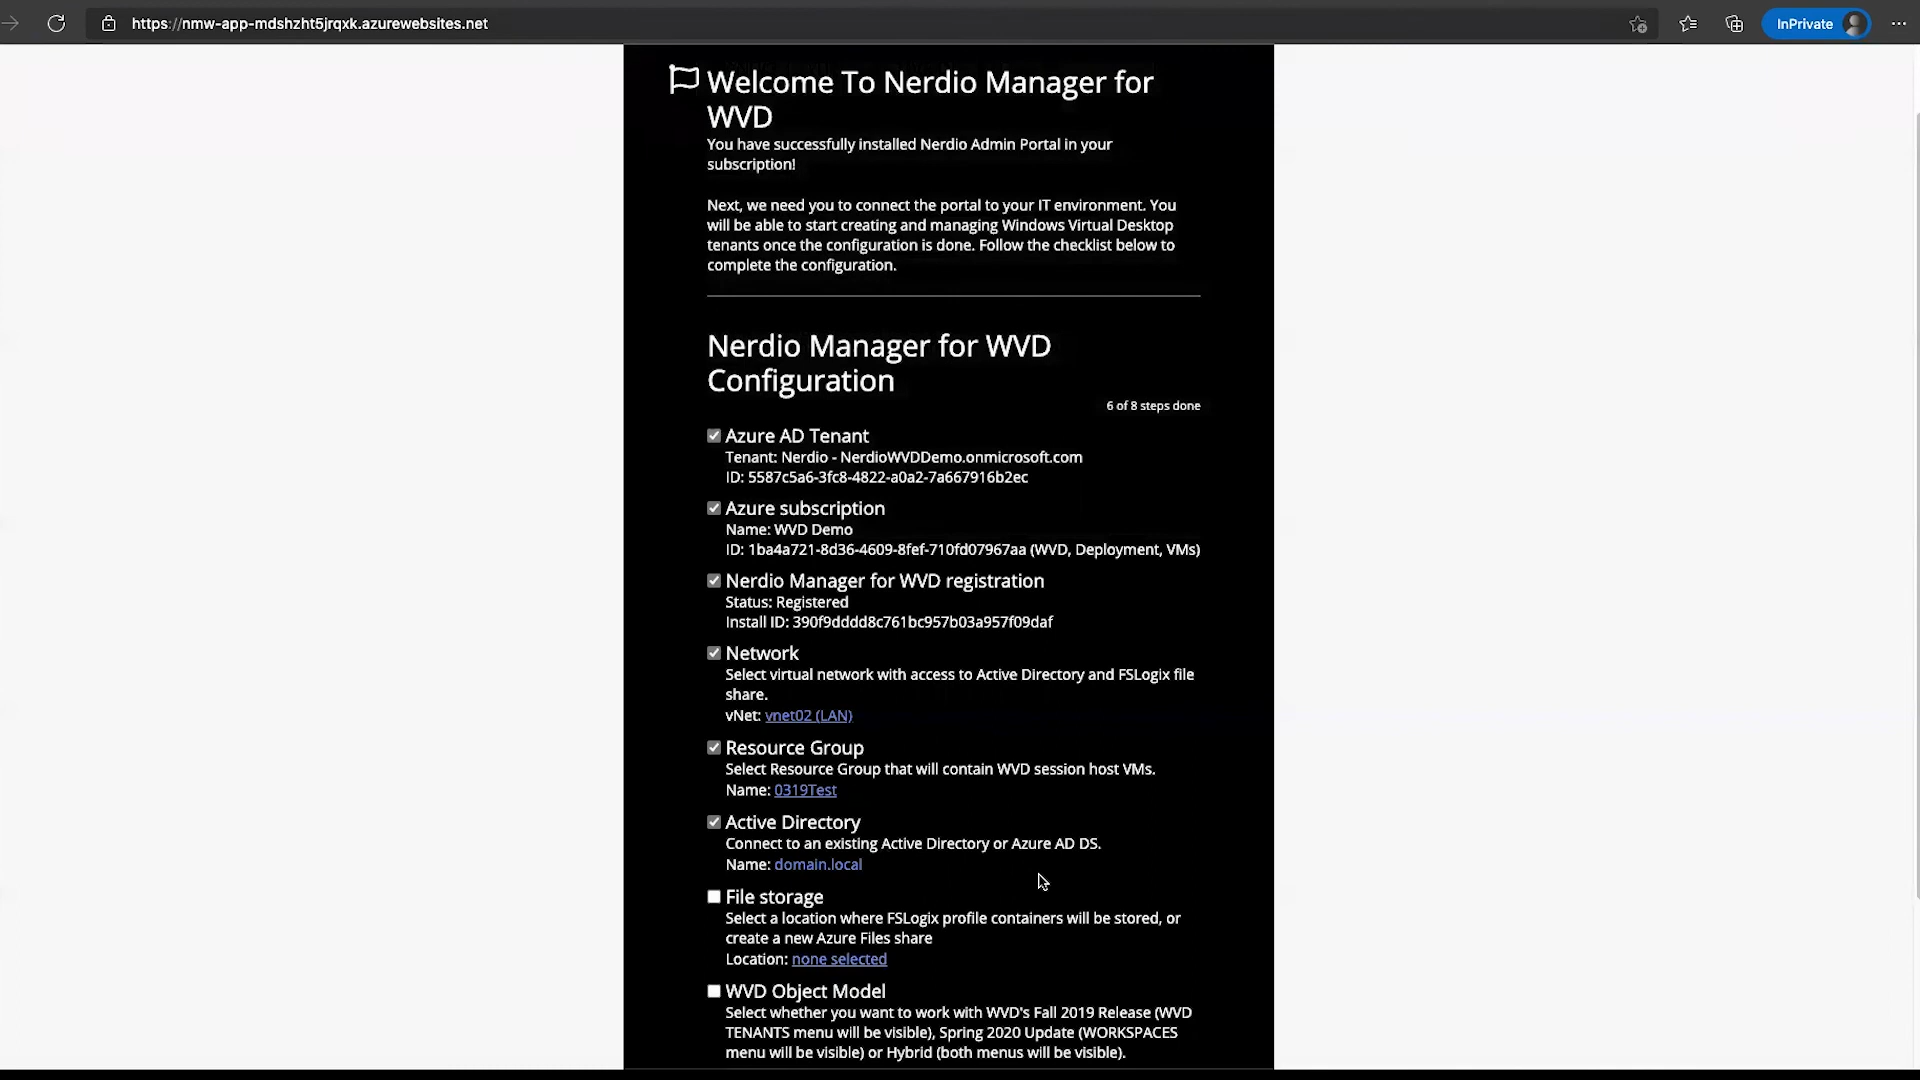 https://nmw-app-mdshzht5jrqxk.azurewebsites.net
InPrivate
Welcome To Nerdio Manager for
WVD
You have successfully installed Nerdio Admin Portal in your
subscription!
Next, we need you to connect the portal to your IT environment. You
will be able to start creating and managing Windows Virtual Desktop
tenants once the configuration is done. Follow the checklist below to
complete the configuration.
Nerdio Manager for WVD
Configuration
6 of 8 steps done
Azure AD Tenant
Tenant: Nerdio - NerdioWVDDemo.onmicrosoft.com
ID: 5587c5a6-3fc8-4822-a0a2-7a667916b2ec
Azure subscription
Name: WVD Demo
ID: 1ba4a721-8d36-4609-8fef-710fd07967aa (WVD, Deployment, VMs)
Nerdio Manager for WVD registration
Status: Registered
Install ID: 390f9dddd8c761bc957b03a957f09daf
Network
Select virtual network with access to Active Directory and FSLogix file
share.
vNet: vnet02 (LAN)
Resource Group
Select Resource Group that will contain WVD session host VMs.
Name: 0319Test
Active Directory
Connect to an existing Active Directory or Azure AD DS.
Name: domain.local
File storage
Select a location where FSLogix profile containers will be stored, or
create a new Azure Files share
Location: none selected
WVD Object Model
Select whether you want to work with WVD's Fall 2019 Release (WVD
TENANTS menu will be visible), Spring 2020 Update (WORKSPACES
menu will be visible) or Hybrid (both menus will be visible).